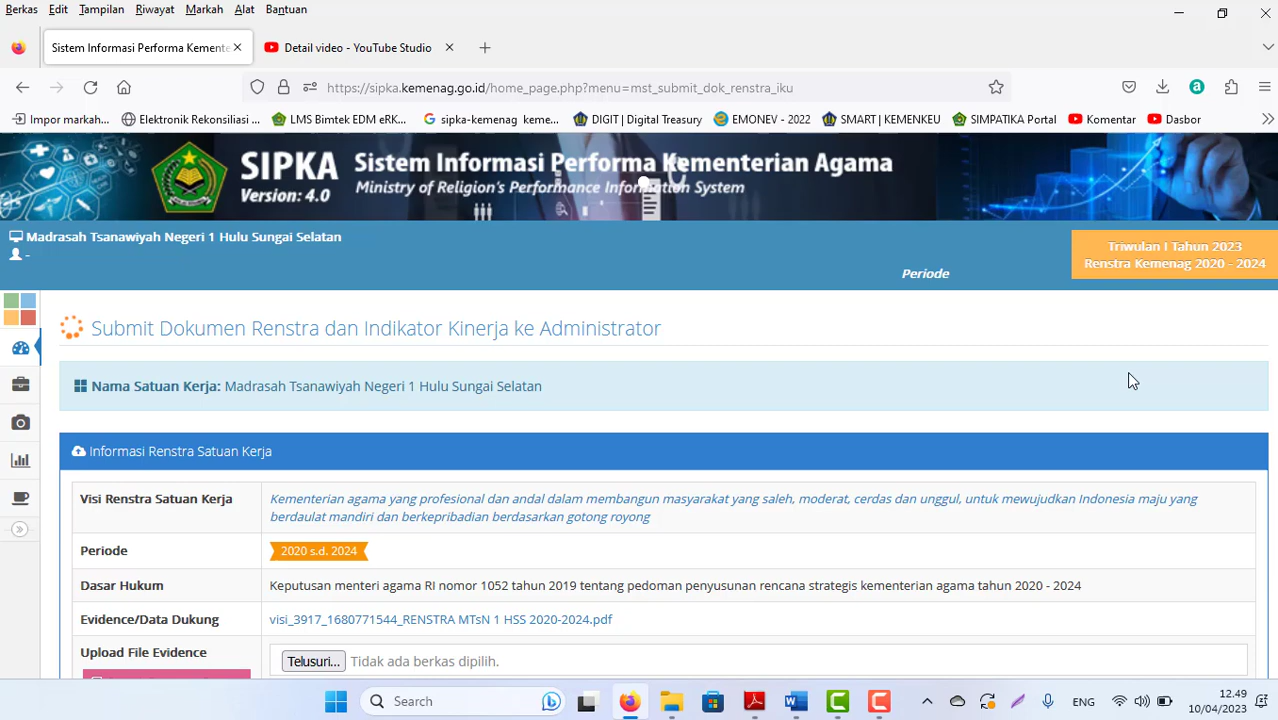 Berkas Edit Tampilan Riwayat Markah Alat Bantuan
Sistem Informasi Performa Kemente
Detail video - YouTube Studio
https://sipka.kemenag.go.id/home_page.php?menu=mst_submit_dok_renstra_iku
Impor markah... Elektronik Rekonsiliasi ... LMS Bimtek EDM eRK... sipka-kemenag keme... DIGIT | Digital Treasury EMONEV - 2022 SMART | KEMENKEU SIMPATIKA Portal Komentar Dasbor
SIPKA
Version: 4.0
Sistem Informasi Performa Kementerian Agama
Ministry of Religion's Performance Information System
Madrasah Tsanawiyah Negeri 1 Hulu Sungai Selatan
-
Periode
Triwulan I Tahun 2023
Renstra Kemenag 2020 - 2024
Submit Dokumen Renstra dan Indikator Kinerja ke Administrator
Nama Satuan Kerja: Madrasah Tsanawiyah Negeri 1 Hulu Sungai Selatan
Informasi Renstra Satuan Kerja
Visi Renstra Satuan Kerja
Kementerian agama yang profesional dan andal dalam membangun masyarakat yang saleh, moderat, cerdas dan unggul, untuk mewujudkan Indonesia maju yang
berdaulat mandiri dan berkepribadian berdasarkan gotong royong
Periode
2020 s.d. 2024
Dasar Hukum
Keputusan menteri agama RI nomor 1052 tahun 2019 tentang pedoman penyusunan rencana strategis kementerian agama tahun 2020 - 2024
Evidence/Data Dukung
visi_3917_1680771544_RENSTRA MTsN 1 HSS 2020-2024.pdf
Upload File Evidence
Telusuri... Tidak ada berkas dipilih.
Search
ENG
12.49
10/04/2023